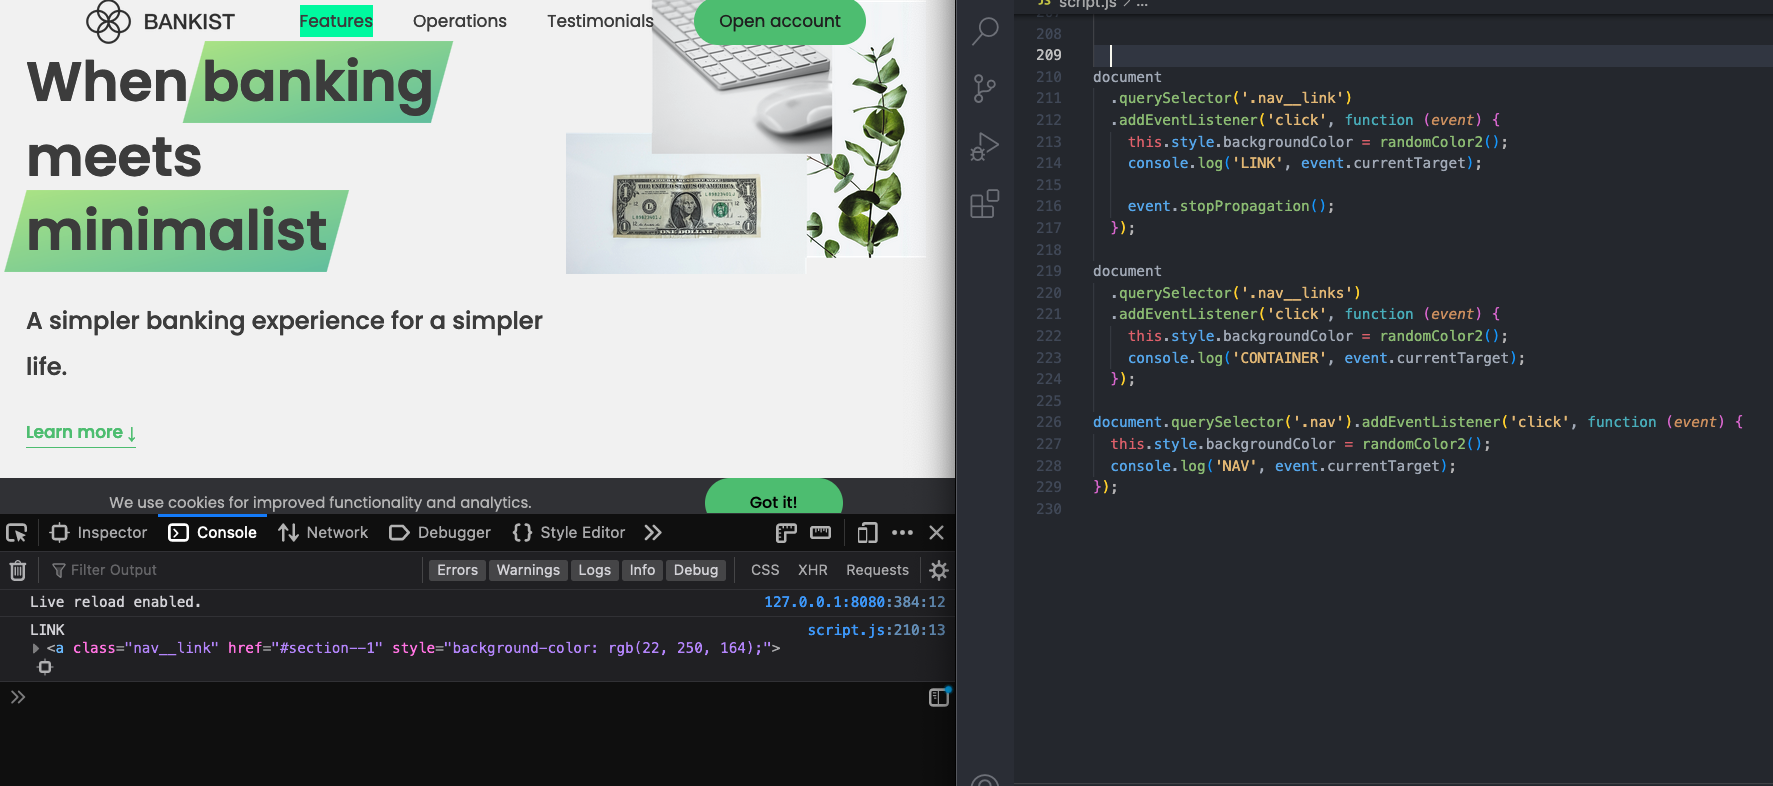 BANKIST
Features
Operations
Testimonials
Open account
When banking
meets
minimalist
A simpler banking experience for a simpler
life.
Learn more ↓
We use cookies for improved functionality and analytics.
Got it!
Inspector
Console
Network
Debugger
{} Style Editor
Filter Output
Errors
Warnings
Logs
Info
Debug
CSS
XHR
Requests
Live reload enabled.
127.0.0.1:8080:384:12
LINK
script.js:210:13
<a class="nav__link" href="#section--1" style="background-color: rgb(22, 250, 164);">
JS script.js > ...
207
208
209
210 document
211 .querySelector('.nav__link')
212 .addEventListener('click', function (event) {
213 this.style.backgroundColor = randomColor2();
214 console.log('LINK', event.currentTarget);
215
216 event.stopPropagation();
217 });
218
219 document
220 .querySelector('.nav__links')
221 .addEventListener('click', function (event) {
222 this.style.backgroundColor = randomColor2();
223 console.log('CONTAINER', event.currentTarget);
224 });
225
226 document.querySelector('.nav').addEventListener('click', function (event) {
227 this.style.backgroundColor = randomColor2();
228 console.log('NAV', event.currentTarget);
229 });
230